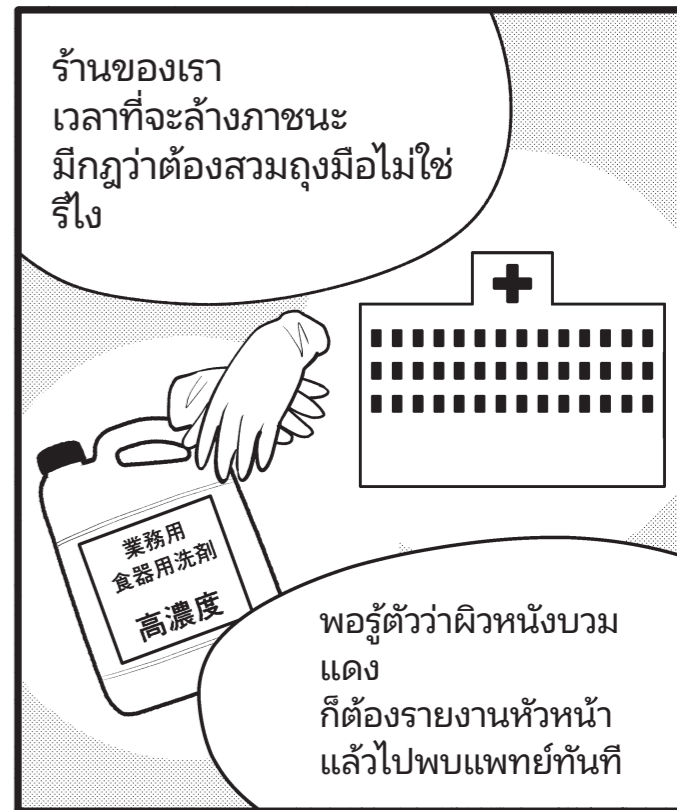 ร้านของเรา
เวลาที่จะล้างภาชนะ
มีกฎว่าต้องสวมถุงมือไม่ใช่
รึไง
業務用
食器用洗剤
高濃度
พอรู้ตัวว่าผิวหนังบวม
แดง
ก็ต้องรายงานหัวหน้า
แล้วไปพบแพทย์ทันที